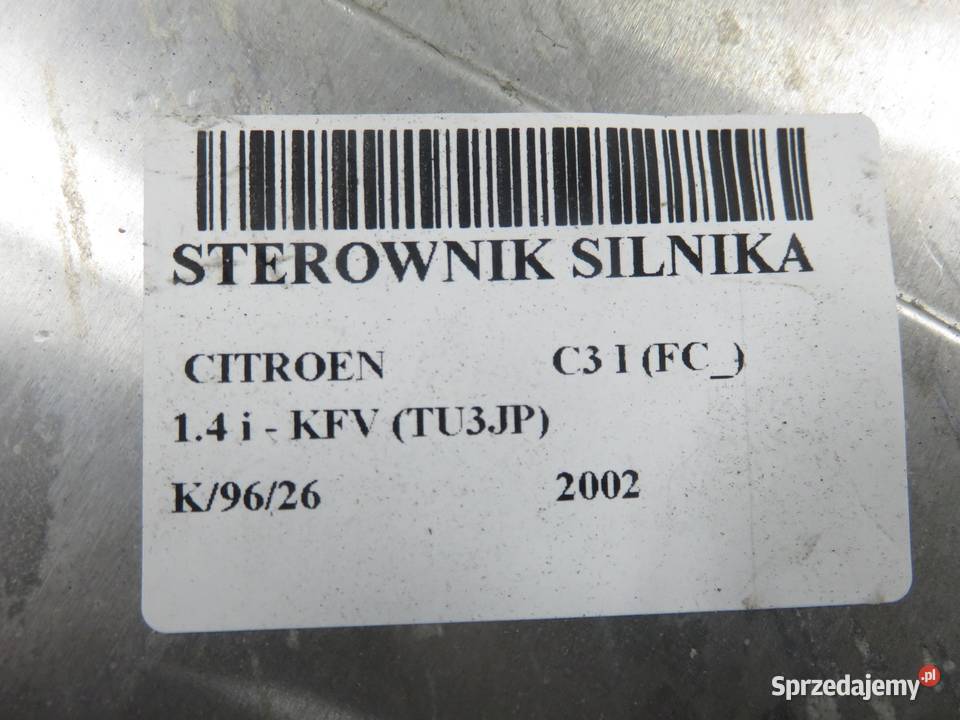 STEROWNIK SILNIKA
CITROEN C3 I (FC_)
1.4 i - KFV (TU3JP)
K/96/26 2002
Sprzedajemy.pl